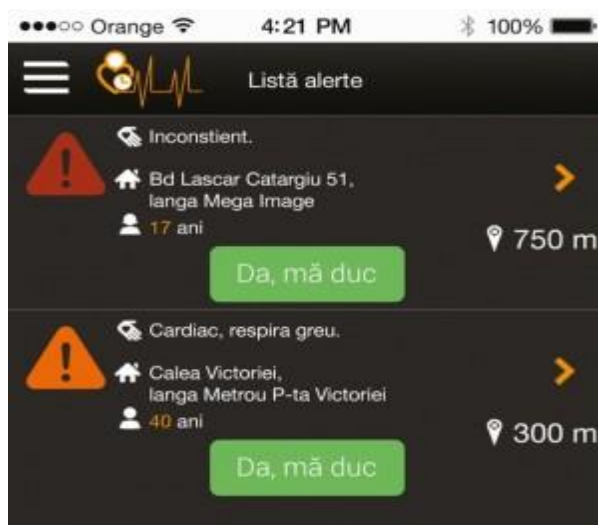 Orange 4:21 PM 100%
Listă alerte
Inconstient.
Bd Lascar Catargiu 51,
langa Mega Image
17 ani
750 m
Da, mă duc
Cardiac, respira greu.
Calea Victoriei,
langa Metrou P-ta Victoriei
40 ani
300 m
Da, mă duc